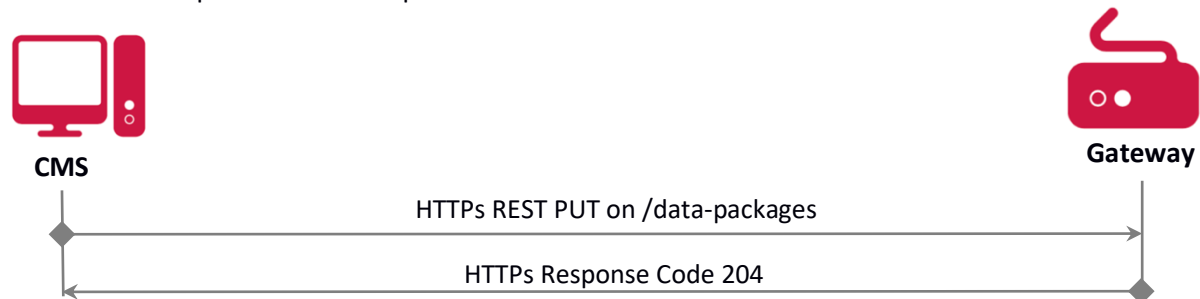 CMS
Gateway
HTTPs REST PUT on /data-packages
HTTPs Response Code 204